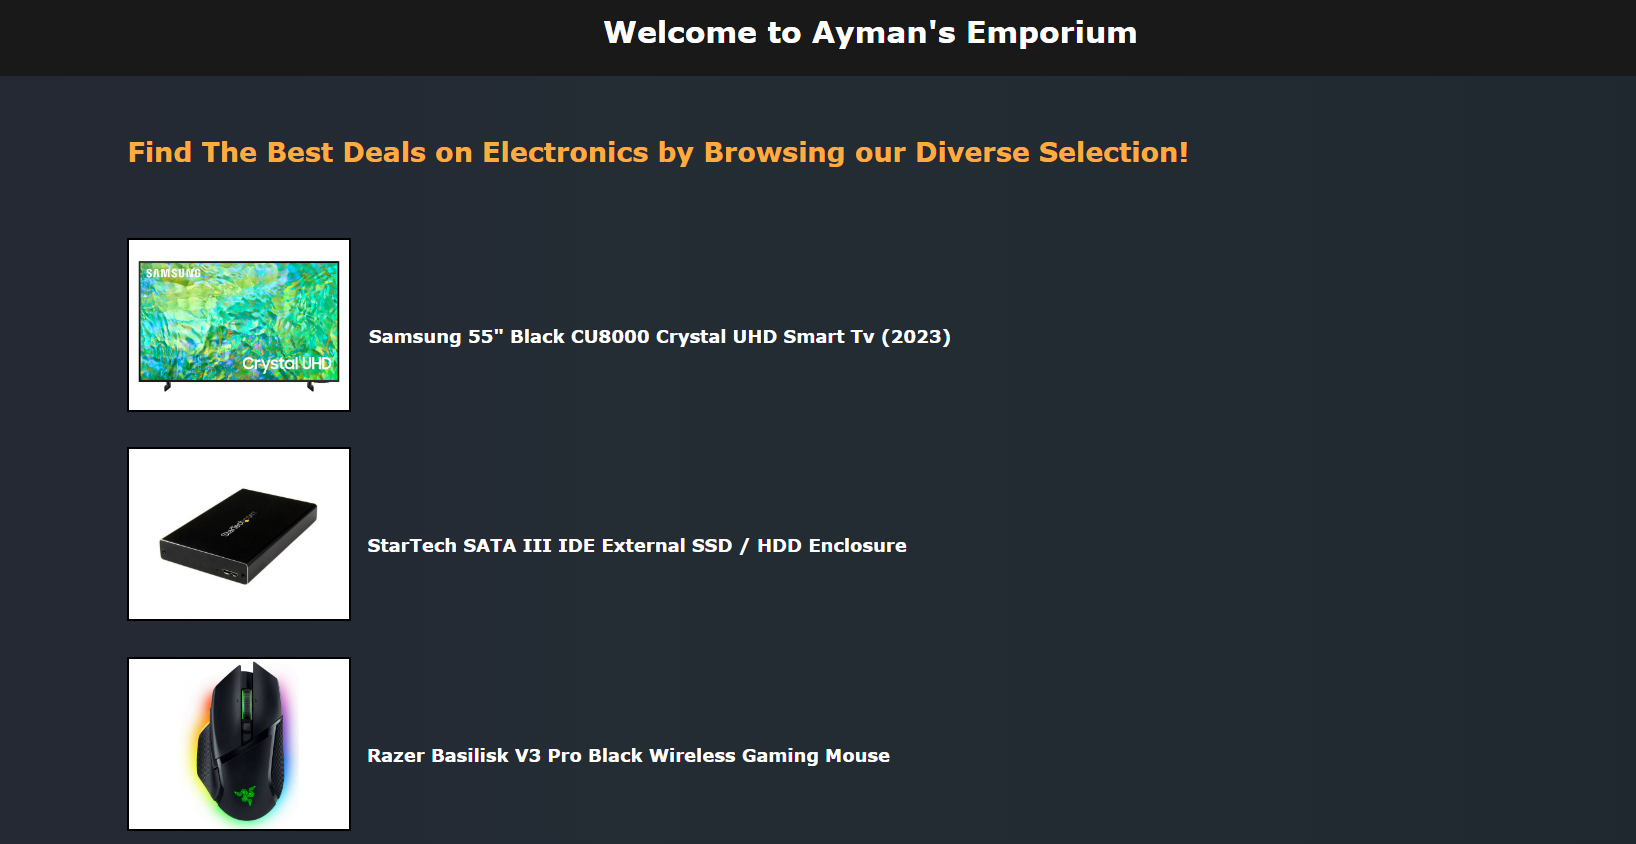 Welcome to Ayman's Emporium
Find The Best Deals on Electronics by Browsing our Diverse Selection!
SAMSUNG
Crystal UHD
Samsung 55" Black CU8000 Crystal UHD Smart Tv (2023)
StarTech.com
StarTech SATA III IDE External SSD / HDD Enclosure
Razer Basilisk V3 Pro Black Wireless Gaming Mouse